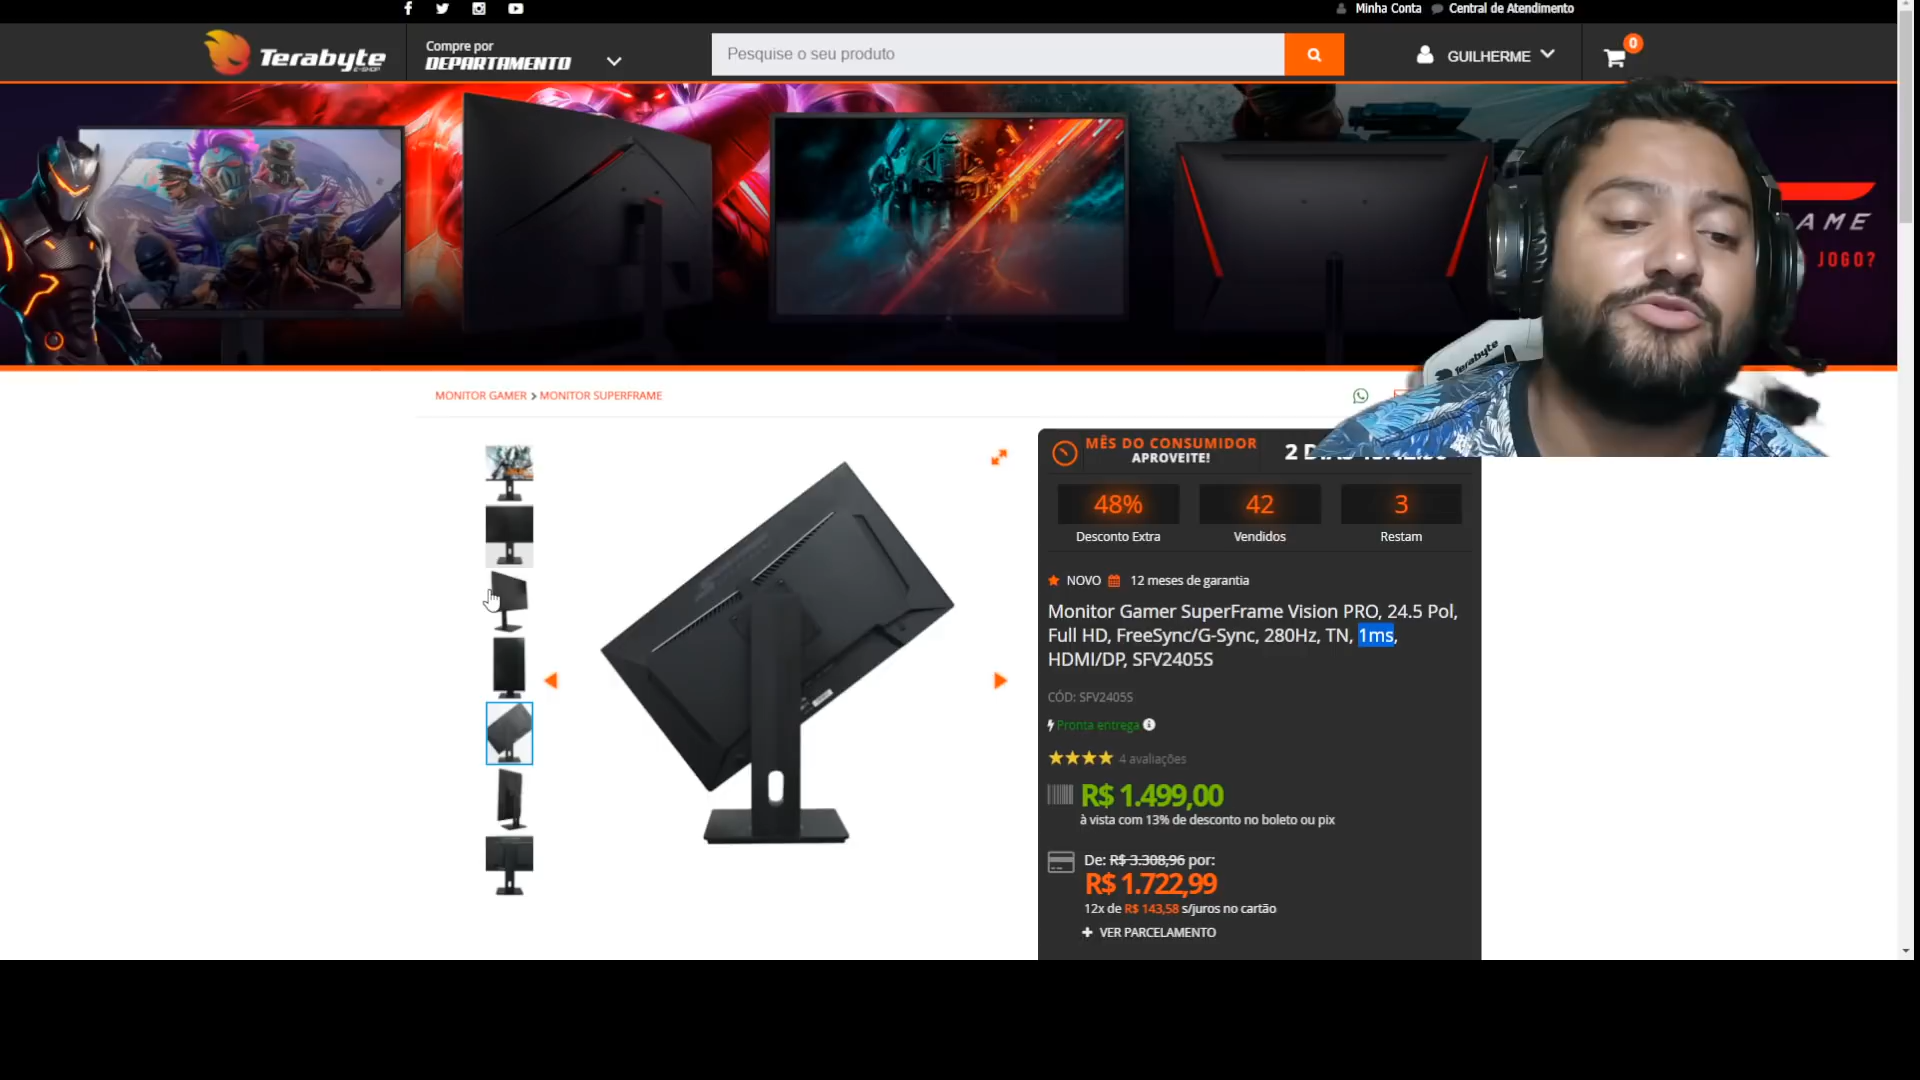 Minha Conta
Central de Atendimento
Terabyte
E-SHOP
Compre por
DEPARTAMENTO
Pesquise o seu produto
GUILHERME
0
AME
JOGO?
Terabyte
MONITOR GAMER > MONITOR SUPERFRAME
MÊS DO CONSUMIDOR
APROVEITE!
2 D
48%
42
3
Desconto Extra
Vendidos
Restam
NOVO
12 meses de garantia
Monitor Gamer SuperFrame Vision PRO, 24.5 Pol,
Full HD, FreeSync/G-Sync, 280Hz, TN, 1ms,
HDMI/DP, SFV2405S
CÓD: SFV2405S
Pronta entrega
4 avaliações
R$ 1.499,00
à vista com 13% de desconto no boleto ou pix
De: R$ 3.308,96 por:
R$ 1.722,99
12x de R$ 143,58 s/juros no cartão
+ VER PARCELAMENTO